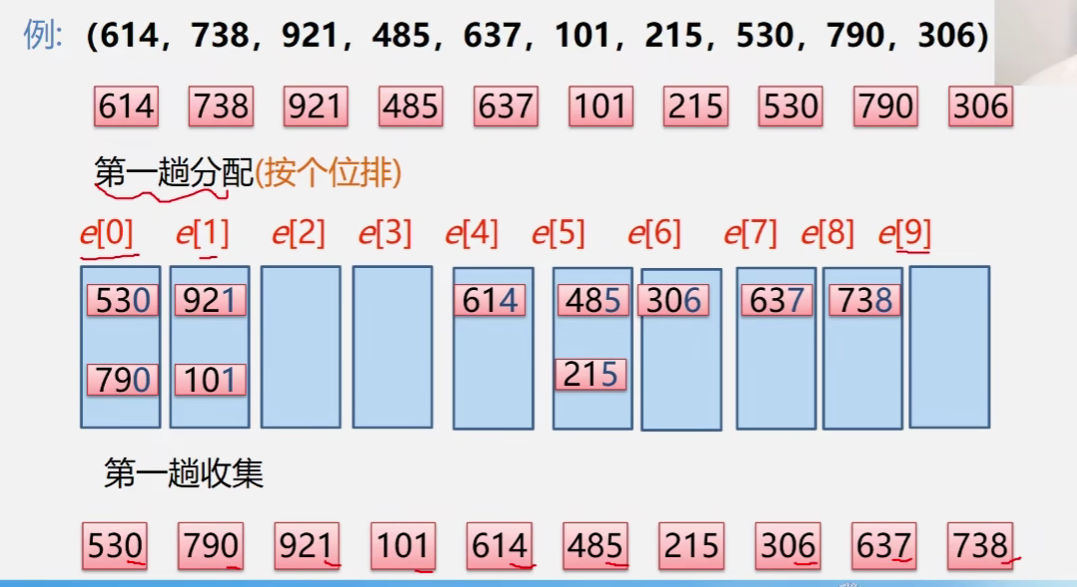 例: (614, 738, 921, 485, 637, 101, 215, 530, 790, 306)
614 738 921 485 637 101 215 530 790 306
第一趟分配(按个位排)
e[0] e[1] e[2] e[3] e[4] e[5] e[6] e[7] e[8] e[9]
530 921 614 485 306 637 738
790 101 215
第一趟收集
530 790 921 101 614 485 215 306 637 738